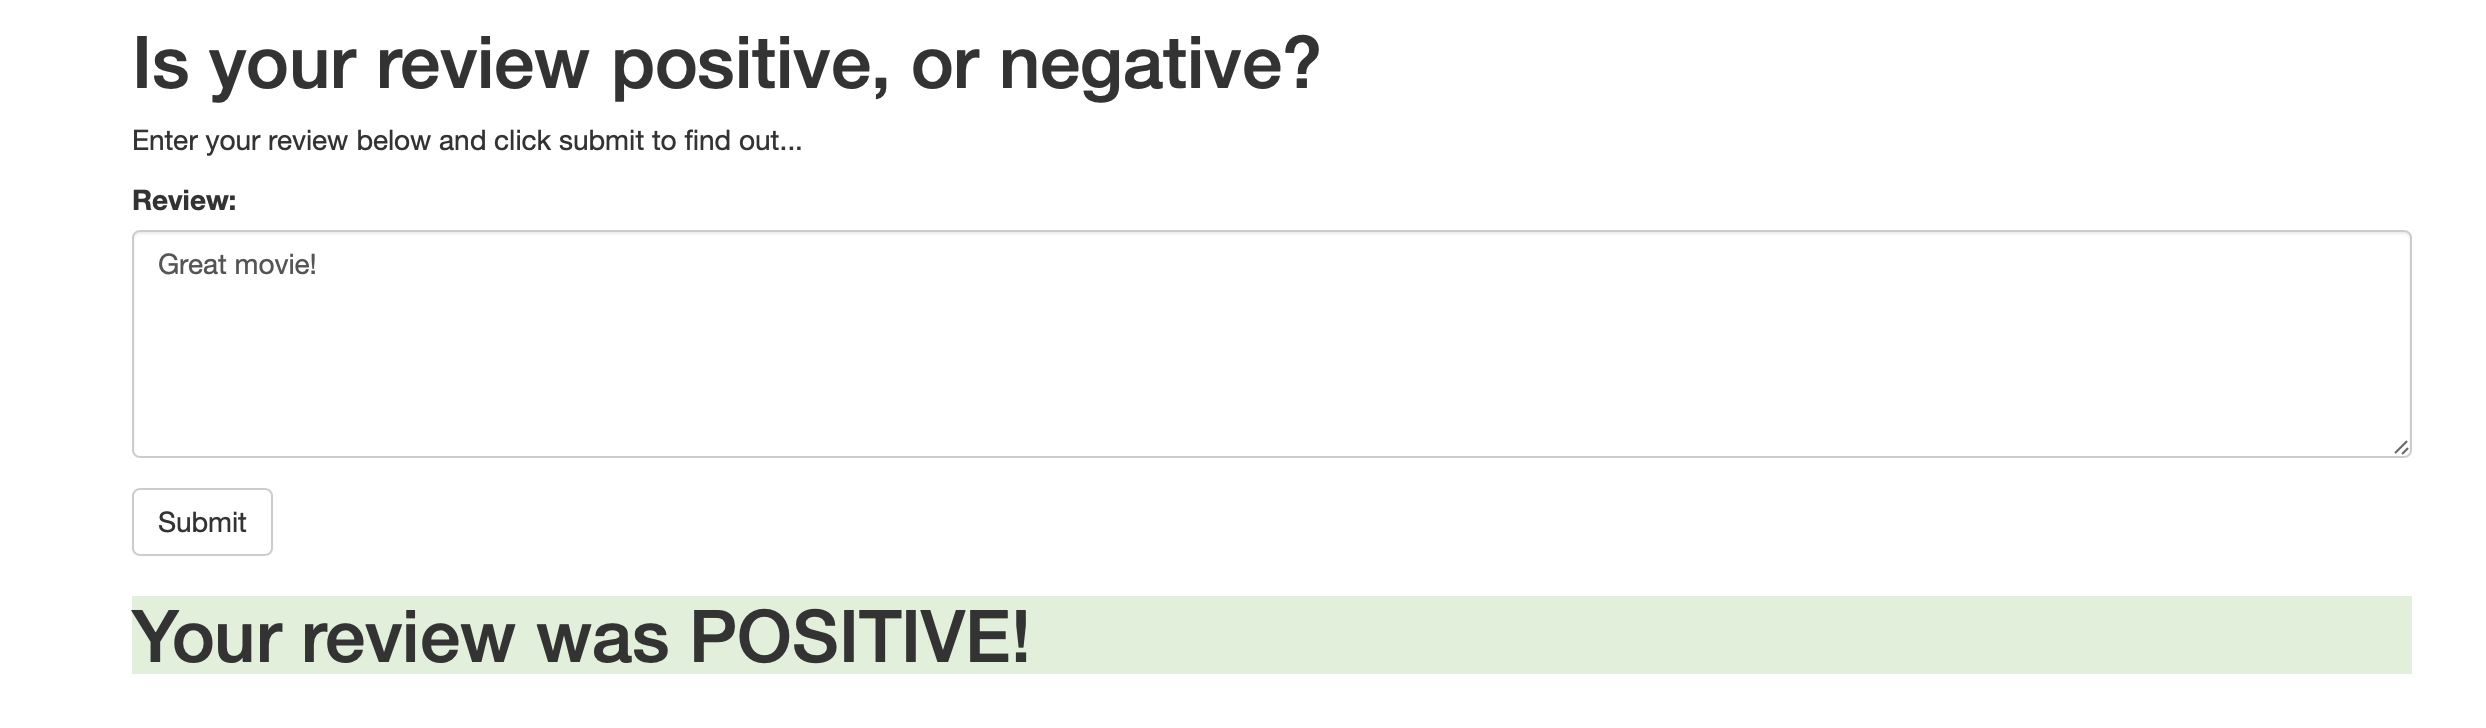 Is your review positive, or negative?
Enter your review below and click submit to find out...
Review:
Great movie!
Submit
Your review was POSITIVE!